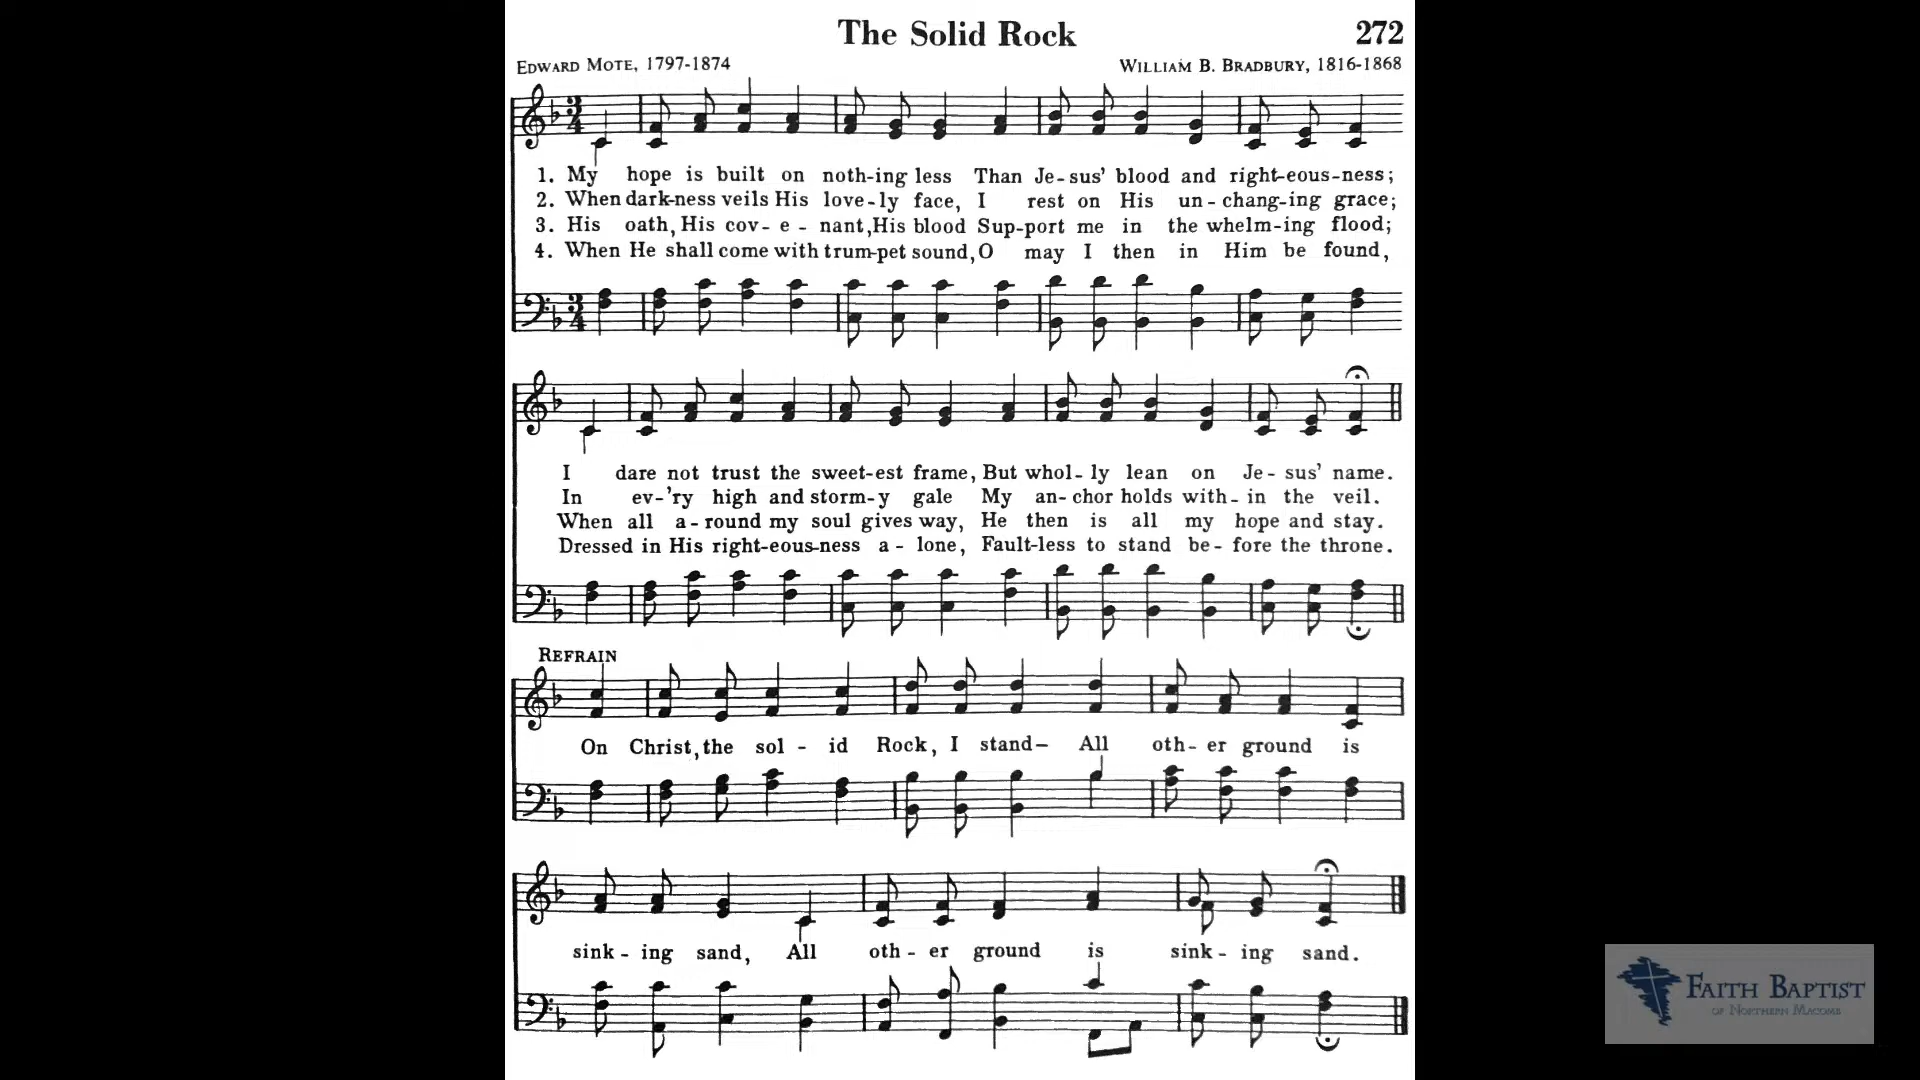 The Solid Rock 272
EDWARD MOTE, 1797-1874 WILLIAM B. BRADBURY, 1816-1868
1. My hope is built on noth-ing less Than Je-sus' blood and right-eous-ness;
2. When dark-ness veils His love-ly face, I rest on His un-chang-ing grace;
3. His oath, His cov-e-nant, His blood Sup-port me in the whelm-ing flood;
4. When He shall come with trum-pet sound, O may I then in Him be found,
I dare not trust the sweet-est frame, But whol-ly lean on Je-sus' name.
In ev-'ry high and storm-y gale My an-chor holds with-in the veil.
When all a-round my soul gives way, He then is all my hope and stay.
Dressed in His right-eous-ness a-lone, Fault-less to stand be-fore the throne.
REFRAIN
On Christ, the sol-id Rock, I stand— All oth-er ground is
sink-ing sand, All oth-er ground is sink-ing sand.
FAITH BAPTIST
OF NORTHERN MACOMB